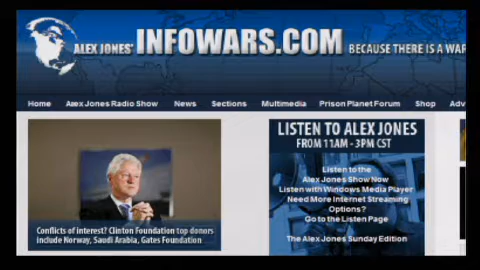 ALEX JONES' INFOWARS.COM BECAUSE THERE IS A WAR
Home Alex Jones Radio Show News Sections Multimedia Prison Planet Forum Shop Adv
LISTEN TO ALEX JONES
FROM 11AM - 3PM CST
Listen to the
Alex Jones Show Now
Listen with Windows Media Player
Need More Internet Streaming
Options?
Go to the Listen Page
The Alex Jones Sunday Edition
Conflicts of interest? Clinton Foundation top donors
include Norway, Saudi Arabia, Gates Foundation